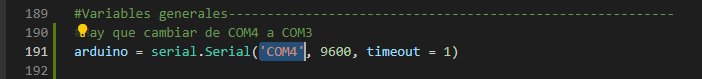 189 #Variables generales---------------------------------------------------------
190 #Hay que cambiar de COM4 a COM3
191 arduino = serial.Serial('COM4', 9600, timeout = 1)
192